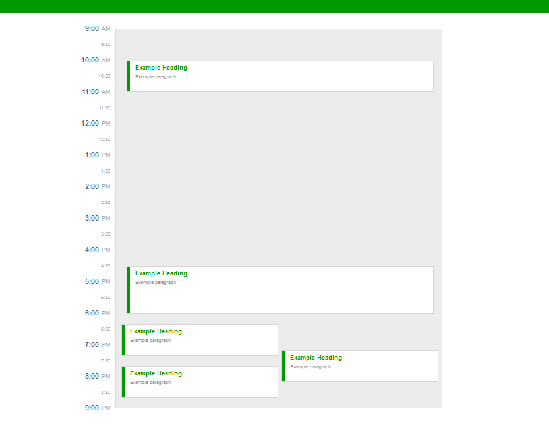 9:00 AM
9:30
10:00 AM
Example Heading
10:30
Example paragraph
11:00 AM
11:30
12:00 PM
12:30
1:00 PM
1:30
2:00 PM
2:30
3:00 PM
3:30
4:00 PM
4:30
Example Heading
5:00 PM
Example paragraph
5:30
6:00 PM
6:30
Example Heading
Example paragraph
7:00 PM
Example Heading
7:30
Example paragraph
8:00 PM
Example Heading
Example paragraph
8:30
9:00 PM